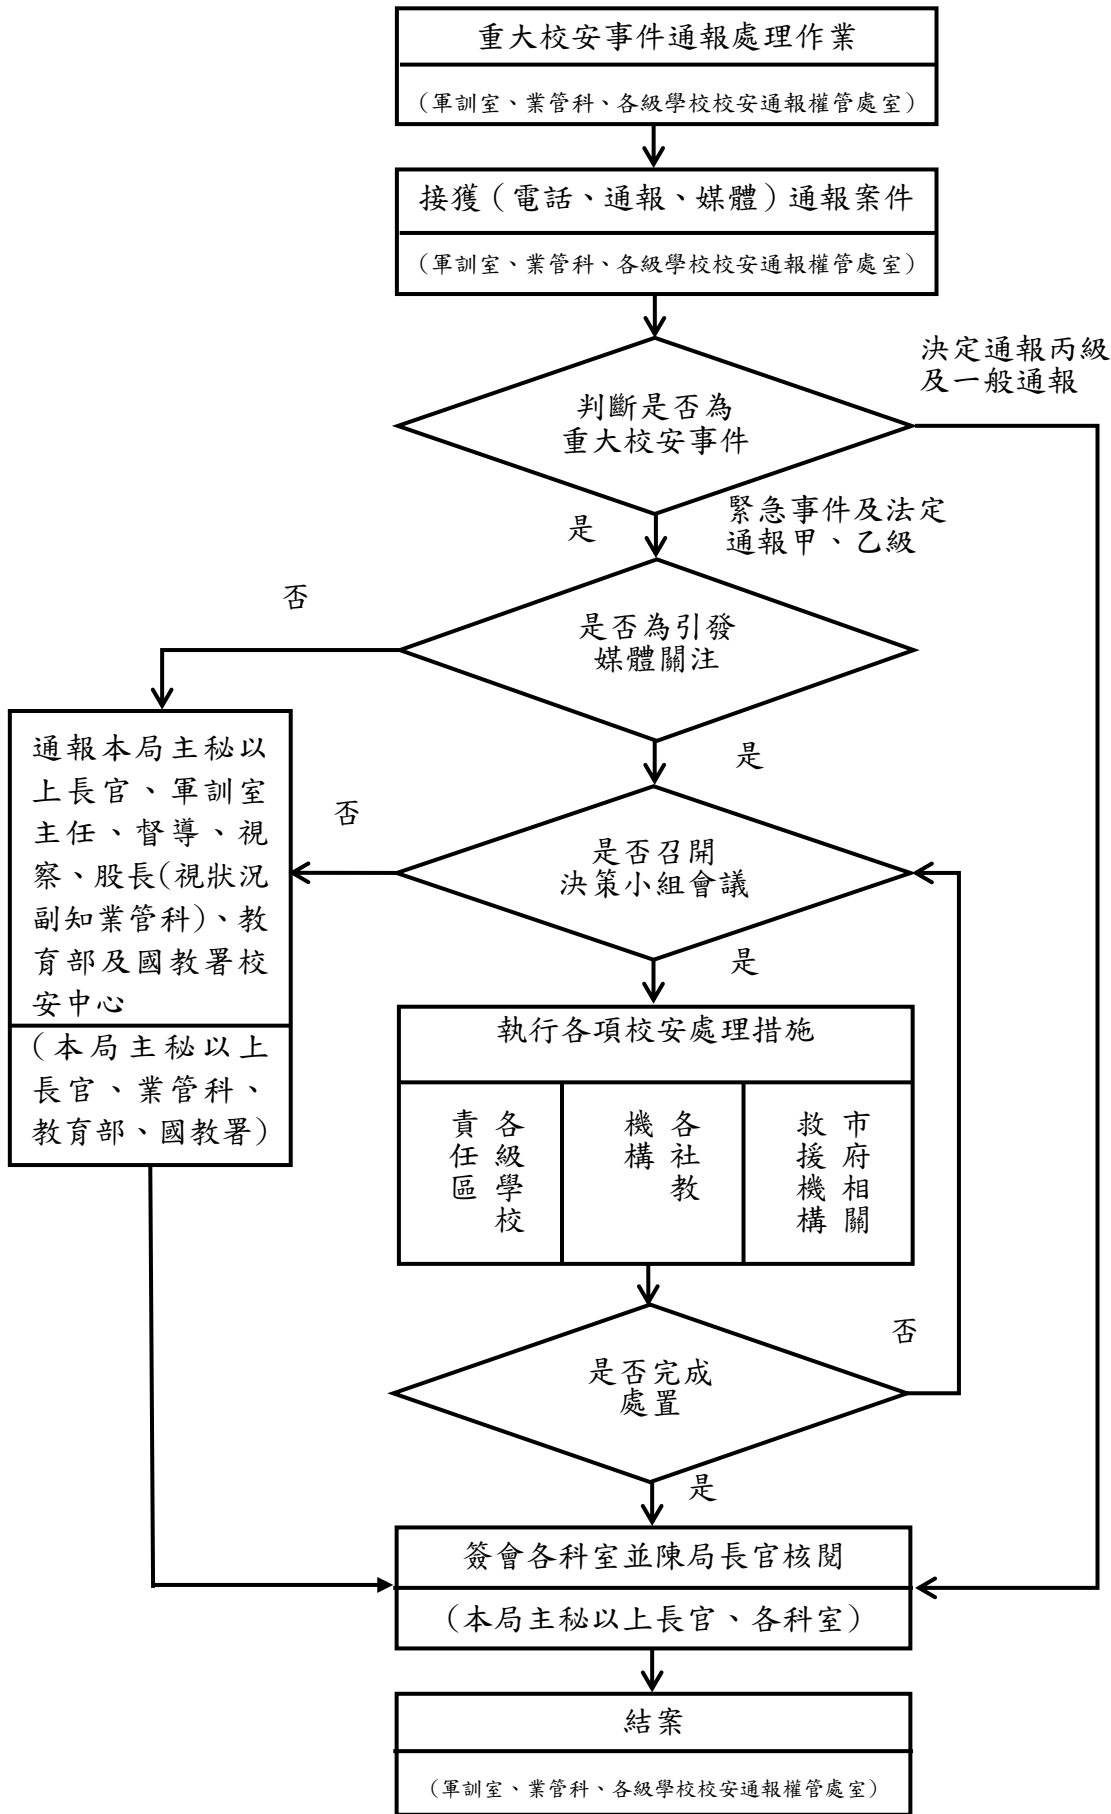 重大校安事件通報處理作業
（軍訓室、業管科、各級學校校安通報權管處室）
接獲（電話、通報、媒體）通報案件
（軍訓室、業管科、各級學校校安通報權管處室）
決定通報丙級
及一般通報
判斷是否為
重大校安事件
是
緊急事件及法定
通報甲、乙級
否
是否為引發
媒體關注
是
通報本局主秘以
上長官、軍訓室
主任、督導、視
察、股長(視狀況
副知業管科)、教
育部及國教署校
安中心
（本局主秘以上
長官、業管科、
教育部、國教署）
否
是否召開
決策小組會議
是
執行各項校安處理措施
各級學校
責任區
各社教
機構
市府相關
救援機構
否
是否完成
處置
是
簽會各科室並陳局長官核閱
（本局主秘以上長官、各科室）
結案
（軍訓室、業管科、各級學校校安通報權管處室）